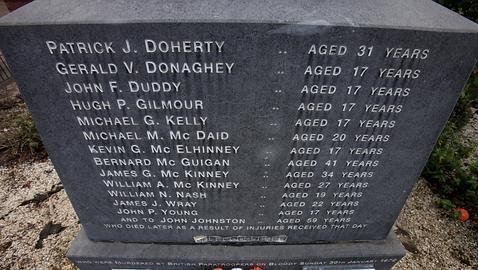 PATRICK J. DOHERTY .. AGED 31 YEARS
GERALD V. DONAGHEY .. AGED 17 YEARS
JOHN F. DUDDY .. AGED 17 YEARS
HUGH P. GILMOUR .. AGED 17 YEARS
MICHAEL G. KELLY .. AGED 17 YEARS
MICHAEL M. MC DAID .. AGED 20 YEARS
KEVIN G. MC ELHINNEY .. AGED 17 YEARS
BERNARD MC GUIGAN .. AGED 41 YEARS
JAMES G. MC KINNEY .. AGED 34 YEARS
WILLIAM A. MC KINNEY .. AGED 27 YEARS
WILLIAM N. NASH .. AGED 19 YEARS
JAMES J. WRAY .. AGED 22 YEARS
JOHN P. YOUNG .. AGED 17 YEARS
AND TO JOHN JOHNSTON .. AGED 59 YEARS
WHO DIED LATER AS A RESULT OF INJURIES RECEIVED THAT DAY
WHO WERE MURDERED BY BRITISH PARATROOPERS ON BLOODY SUNDAY 30TH JANUARY 1972